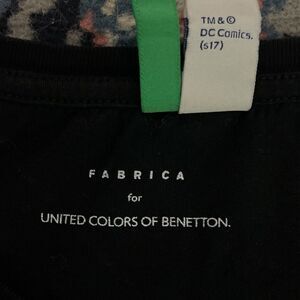 TM & ©
DC Comics.
(s17)
FABRICA
for
UNITED COLORS OF BENETTON.